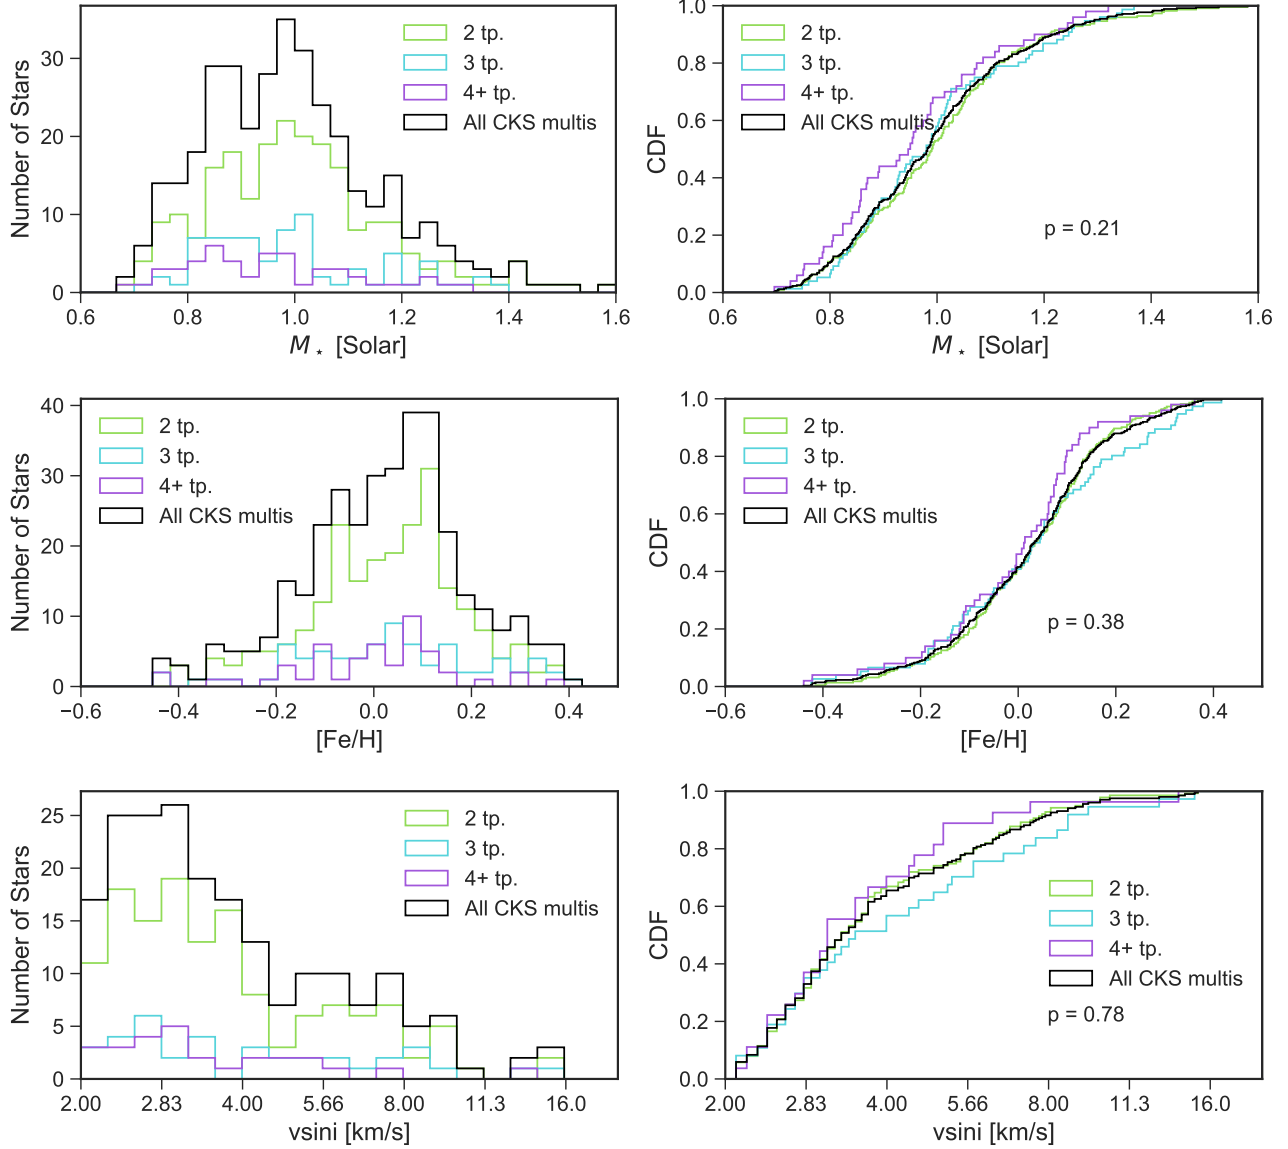 Number of Stars
30
20
10
0
0.6 0.8 1.0 1.2 1.4 1.6
M⋆ [Solar]
2 tp.
3 tp.
4+ tp.
All CKS multis
CDF
1.0
0.8
0.6
0.4
0.2
0.0
0.6 0.8 1.0 1.2 1.4 1.6
M⋆ [Solar]
2 tp.
3 tp.
4+ tp.
All CKS multis
p = 0.21
Number of Stars
40
30
20
10
0
−0.6 −0.4 −0.2 0.0 0.2 0.4
[Fe/H]
2 tp.
3 tp.
4+ tp.
All CKS multis
CDF
1.0
0.8
0.6
0.4
0.2
0.0
−0.6 −0.4 −0.2 0.0 0.2 0.4
[Fe/H]
2 tp.
3 tp.
4+ tp.
All CKS multis
p = 0.38
Number of Stars
25
20
15
10
5
0
2.00 2.83 4.00 5.66 8.00 11.3 16.0
vsini [km/s]
2 tp.
3 tp.
4+ tp.
All CKS multis
CDF
1.0
0.8
0.6
0.4
0.2
0.0
2.00 2.83 4.00 5.66 8.00 11.3 16.0
vsini [km/s]
2 tp.
3 tp.
4+ tp.
All CKS multis
p = 0.78